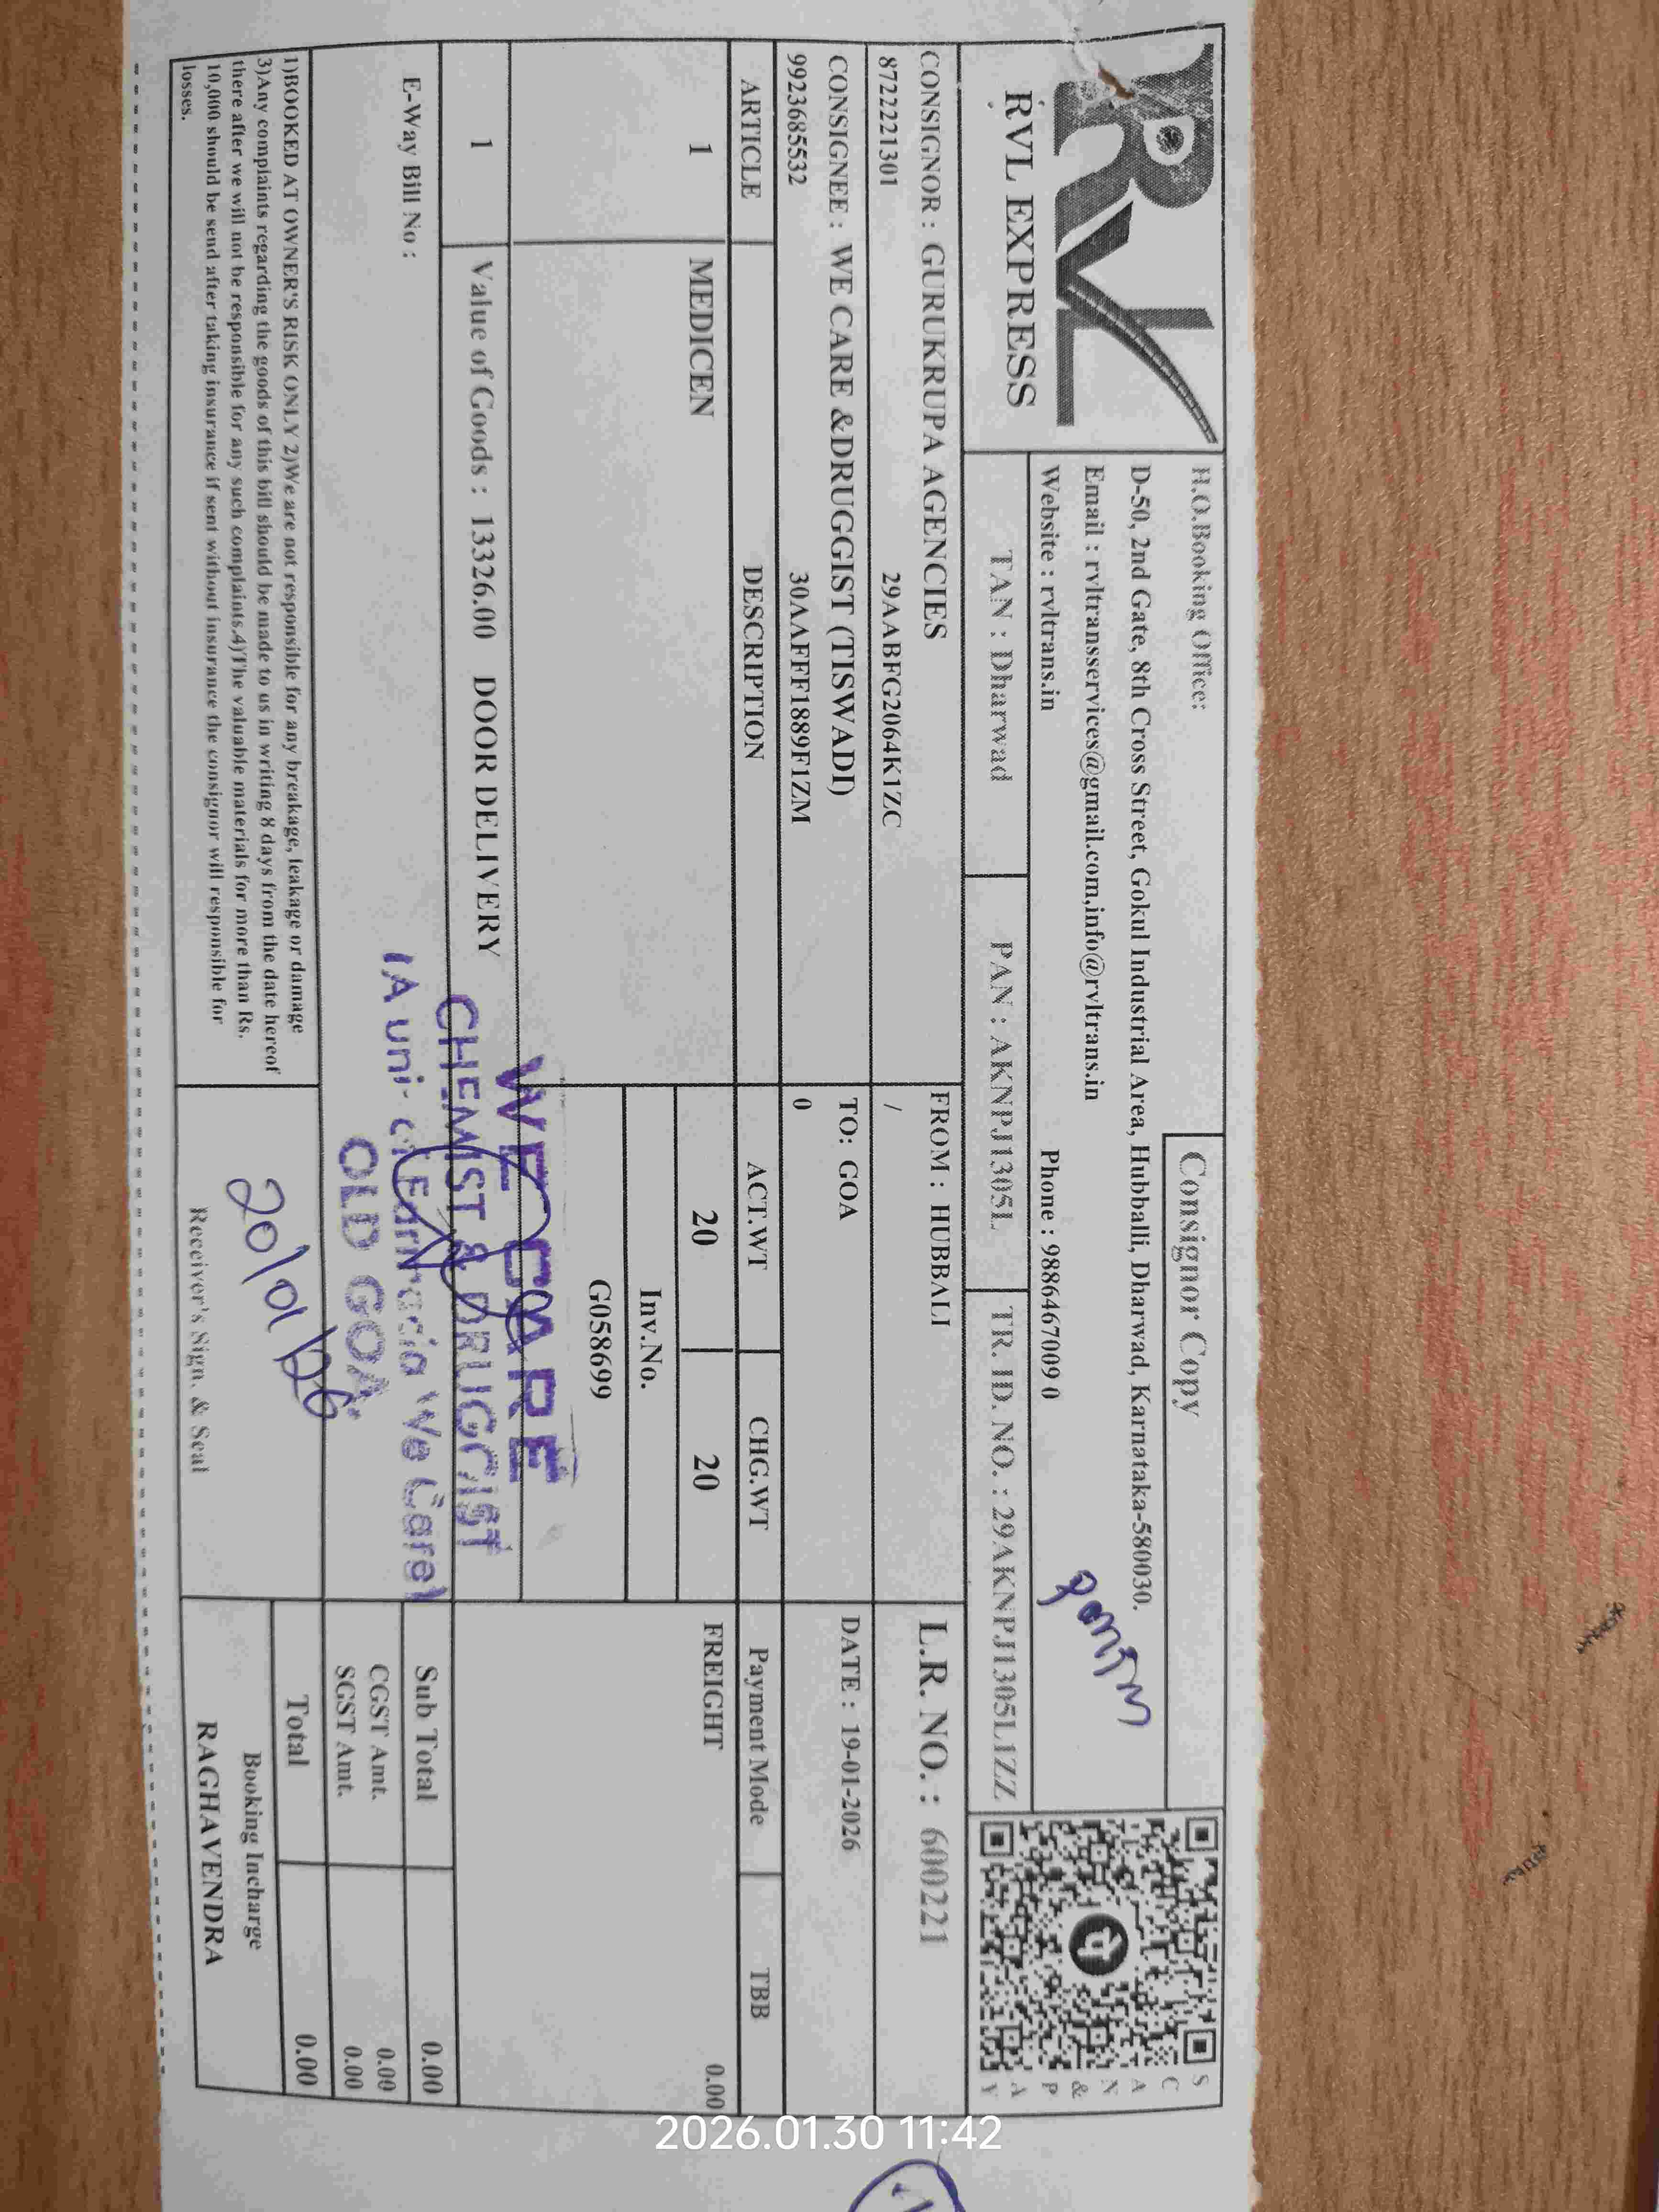 RVL EXPRESS
H.O.Booking Office:
Consignor Copy
D-50, 2nd Gate, 8th Cross Street, Gokul Industrial Area, Hubballi, Dharwad, Karnataka-580030.
Email : rvltransservices@gmail.com,info@rvltrans.in
Website : rvltrans.in Phone : 9886467009 0
TAN : Dharwad PAN : AKNPJ1305L TR. ID. NO. : 29AKNPJ1305L1ZZ
SCAN & PAY
CONSIGNOR : GURUKRUPA AGENCIES FROM : HUBBALI L.R. NO. : 600221
8722221301 29AABFG2064K1ZC /
CONSIGNEE : WE CARE &DRUGGIST (TISWADI) TO: GOA DATE : 19-01-2026
9923685532 30AAFFF1889F1ZM 0
ARTICLE DESCRIPTION ACT.WT CHG.WT Payment Mode TBB
1 MEDICEN 20 20 FREIGHT 0.00
Inv.No.
G058699
1 Value of Goods : 13326.00 DOOR DELIVERY
WE CARE
CHEMIST & DRUGGIST
We Care
OLD GOA.
E-Way Bill No :
Sub Total 0.00
CGST Amt. 0.00
SGST Amt. 0.00
Total 0.00
1)BOOKED AT OWNER'S RISK ONLY 2)We are not responsible for any breakage, leakage or damage
3)Any complaints regarding the goods of this bill should be made to us in writing 8 days from the date hereof
there after we will not be responsible for any such complaints.4)The valuable materials for more than Rs.
10,000 should be send after taking insurance if sent without insurance the consignor will responsible for
losses.
20/01/26
Receiver's Sign. & Seal
Booking Incharge
RAGHAVENDRA
2026.01.30 11:42